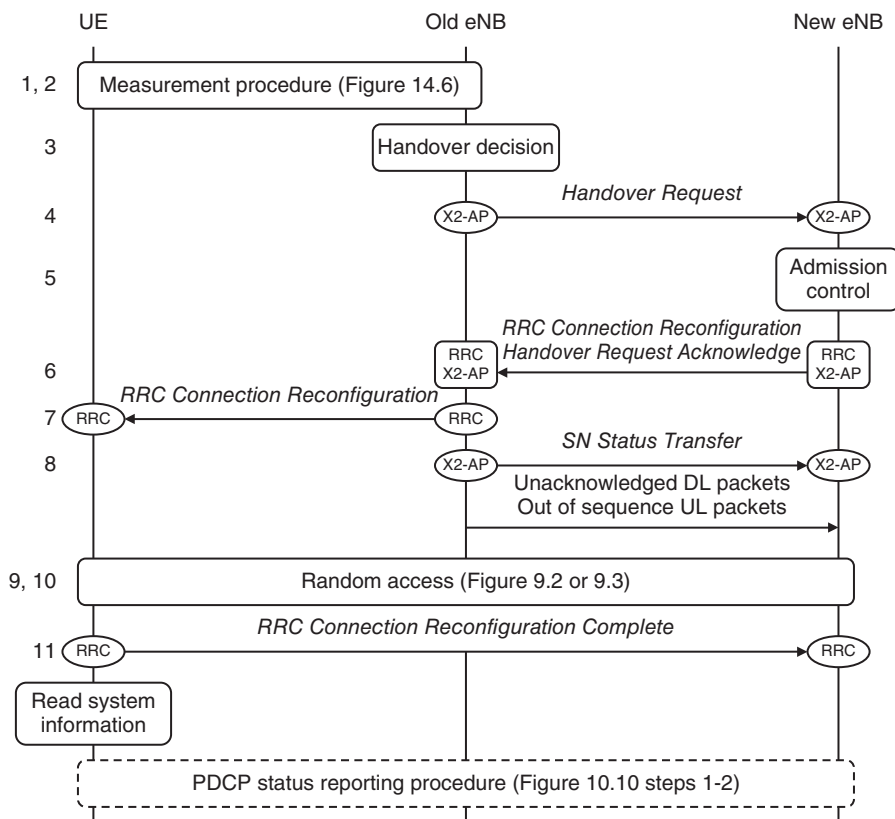 UE
Old eNB
New eNB
1, 2
Measurement procedure (Figure 14.6)
3
Handover decision
4
X2-AP
Handover Request
X2-AP
5
Admission
control
6
RRC
X2-AP
RRC Connection Reconfiguration
Handover Request Acknowledge
RRC
X2-AP
7
RRC
RRC Connection Reconfiguration
RRC
8
X2-AP
SN Status Transfer
X2-AP
Unacknowledged DL packets
Out of sequence UL packets
9, 10
Random access (Figure 9.2 or 9.3)
11
RRC
RRC Connection Reconfiguration Complete
RRC
Read system
information
PDCP status reporting procedure (Figure 10.10 steps 1-2)